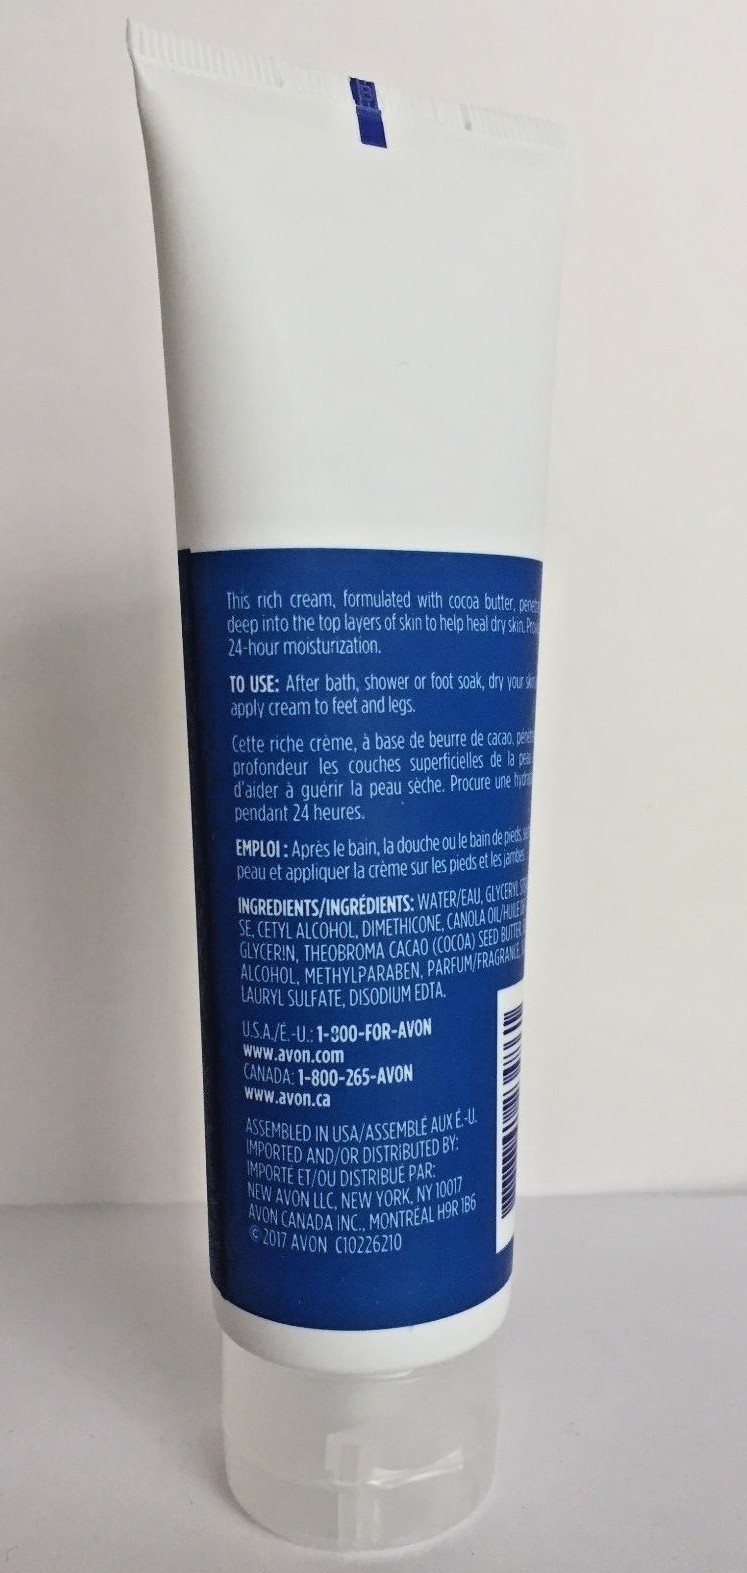 This rich cream, formulated with cocoa butter,
deep into the top layers of skin to help heal dry skin.
24-hour moisturization.
TO USE: After bath, shower or foot soak, dry your
apply cream to feet and legs.
Cette riche crème, à base de beurre de cacao,
profondeur les couches superficielles de la
d'aider à guérir la peau sèche. Procure une
pendant 24 heures.
EMPLOI : Après le bain, la douche ou le bain de pieds,
peau et appliquer la crème sur les pieds et les jambes.
INGREDIENTS/INGRÉDIENTS: WATER/EAU, GLYCERYL
SE, CETYL ALCOHOL, DIMETHICONE, CANOLA OIL/HUILE
GLYCERIN, THEOBROMA CACAO (COCOA) SEED BUTTER,
ALCOHOL, METHYLPARABEN, PARFUM/FRAGRANCE,
LAURYL SULFATE, DISODIUM EDTA.
U.S.A./É.-U.: 1-800-FOR-AVON
www.avon.com
CANADA: 1-800-265-AVON
www.avon.ca
ASSEMBLED IN USA/ASSEMBLÉ AUX É.-U.
IMPORTED AND/OR DISTRIBUTED BY:
IMPORTÉ ET/OU DISTRIBUÉ PAR:
NEW AVON LLC, NEW YORK, NY 10017
AVON CANADA INC., MONTRÉAL H9R 1B6
© 2017 AVON C10226210